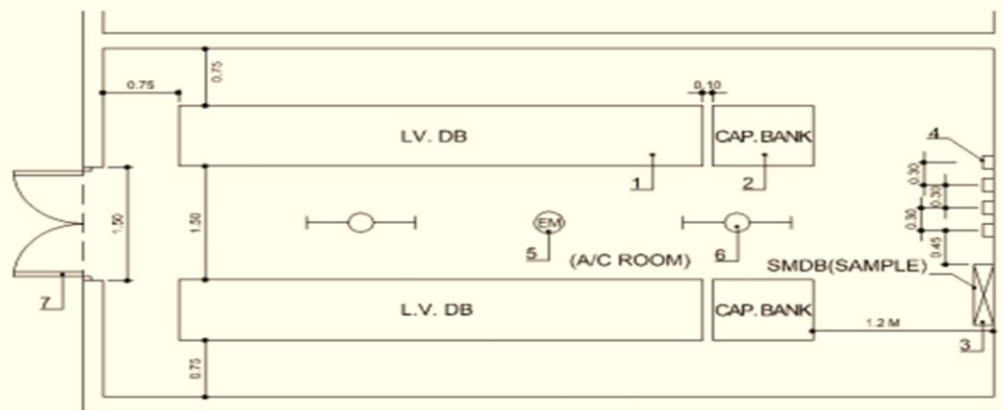 0.75
0.75
0.10
LV. DB
CAP. BANK
4
1
2
0.30
0.30
0.30
1.50
1.50
EM
5
(A/C ROOM)
6
0.45
SMDB(SAMPLE)
7
L.V. DB
CAP. BANK
1.2 M
3
0.75